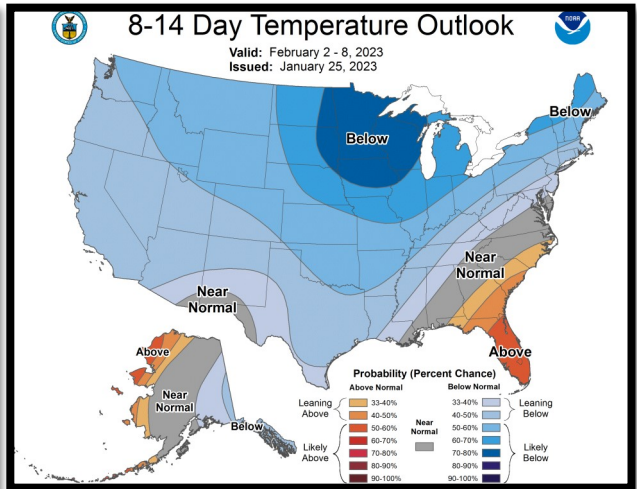 8-14 Day Temperature Outlook
Valid: February 2 - 8, 2023
Issued: January 25, 2023
NOAA
Below
Below
Near
Normal
Near
Normal
Above
Above
Near
Normal
Below
Probability (Percent Chance)
Above Normal
Below Normal
Leaning
Above
33-40%
40-50%
Likely
Above
50-60%
60-70%
70-80%
80-90%
90-100%
Near
Normal
33-40%
40-50%
Leaning
Below
50-60%
60-70%
70-80%
80-90%
90-100%
Likely
Below